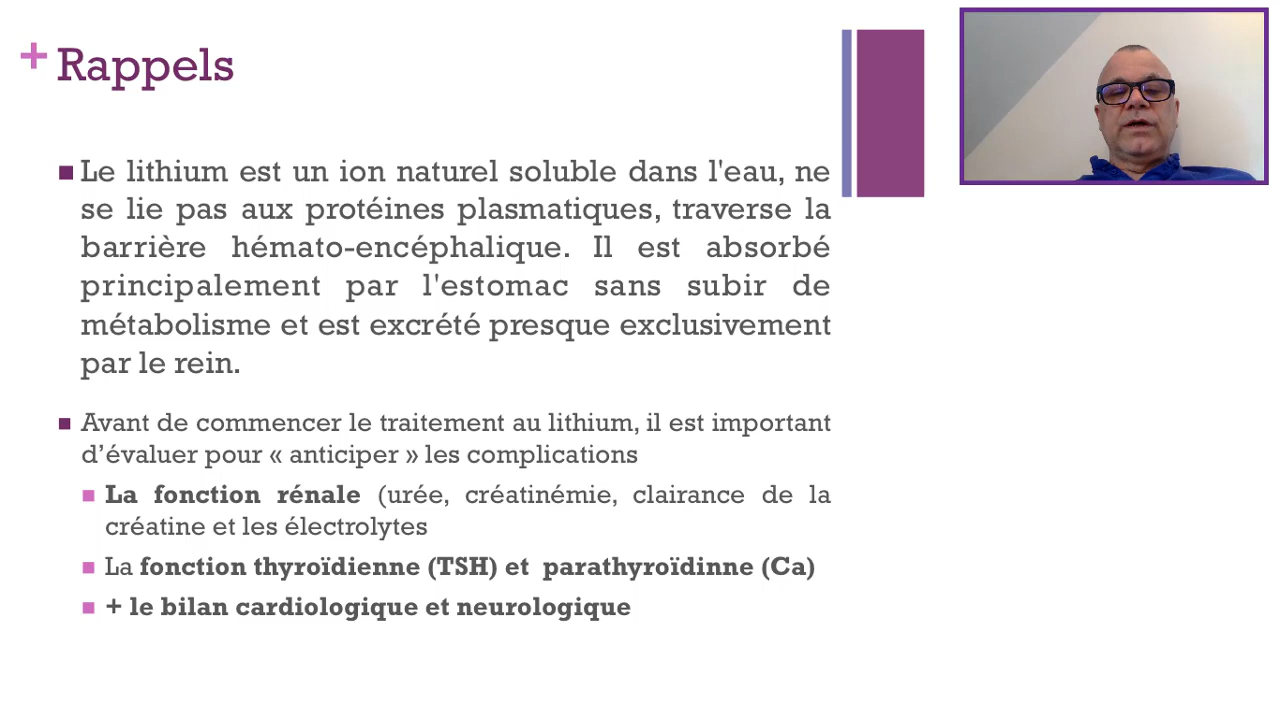 + Rappels
Le lithium est un ion naturel soluble dans l'eau, ne
se lie pas aux protéines plasmatiques, traverse la
barrière hémato-encéphalique. Il est absorbé
principalement par l'estomac sans subir de
métabolisme et est excrété presque exclusivement
par le rein.
Avant de commencer le traitement au lithium, il est important
d’évaluer pour « anticiper » les complications
La fonction rénale (urée, créatinémie, clairance de la
créatine et les électrolytes
La fonction thyroïdienne (TSH) et parathyroïdinne (Ca)
+ le bilan cardiologique et neurologique